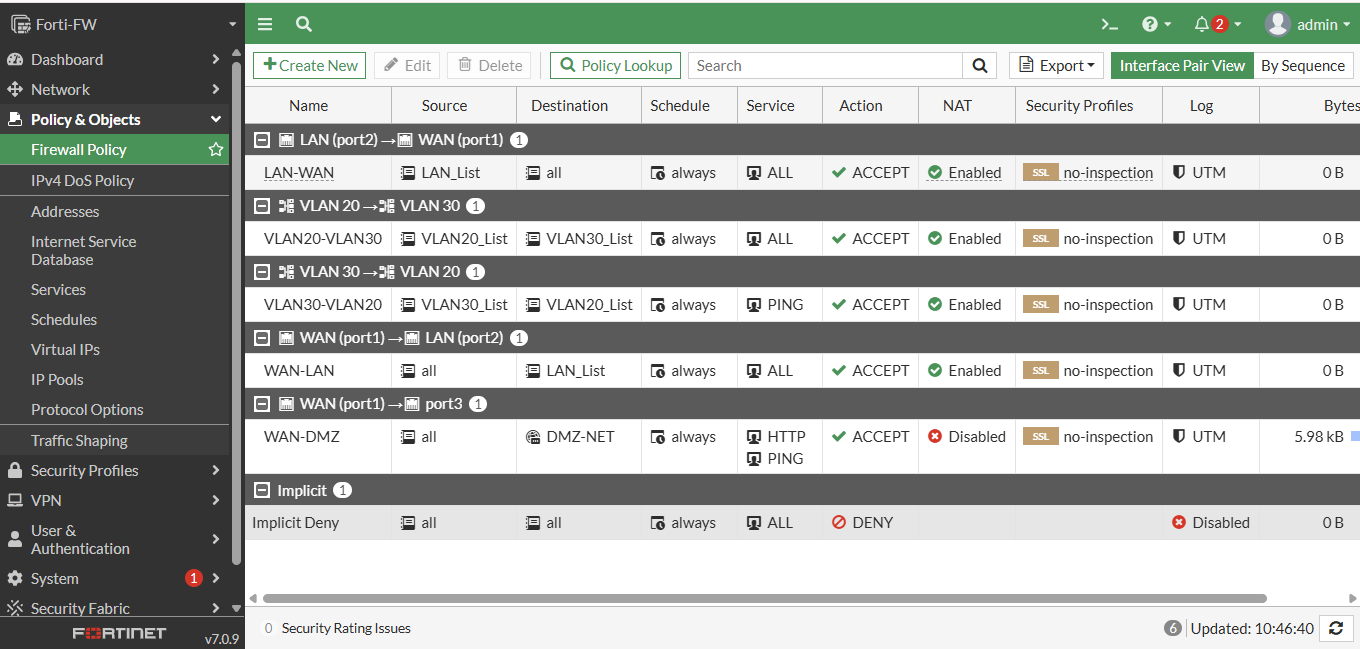 Forti-FW
2
admin
Dashboard
Network
Policy & Objects
Firewall Policy
IPv4 DoS Policy
Addresses
Internet Service
Database
Services
Schedules
Virtual IPs
IP Pools
Protocol Options
Traffic Shaping
Security Profiles
VPN
User &
Authentication
System 1
Security Fabric
FORTINET v7.0.9
Create New Edit Delete Policy Lookup Search Export Interface Pair View By Sequence
Name Source Destination Schedule Service Action NAT Security Profiles Log Bytes
LAN (port2) → WAN (port1) 1
LAN-WAN LAN_List all always ALL ACCEPT Enabled SSL no-inspection UTM 0 B
VLAN 20 → VLAN 30 1
VLAN20-VLAN30 VLAN20_List VLAN30_List always ALL ACCEPT Enabled SSL no-inspection UTM 0 B
VLAN 30 → VLAN 20 1
VLAN30-VLAN20 VLAN30_List VLAN20_List always PING ACCEPT Enabled SSL no-inspection UTM 0 B
WAN (port1) → LAN (port2) 1
WAN-LAN all LAN_List always ALL ACCEPT Enabled SSL no-inspection UTM 0 B
WAN (port1) → port3 1
WAN-DMZ all DMZ-NET always HTTP ACCEPT Disabled SSL no-inspection UTM 5.98 kB
PING
Implicit 1
Implicit Deny all all always ALL DENY Disabled 0 B
0 Security Rating Issues 6 Updated: 10:46:40